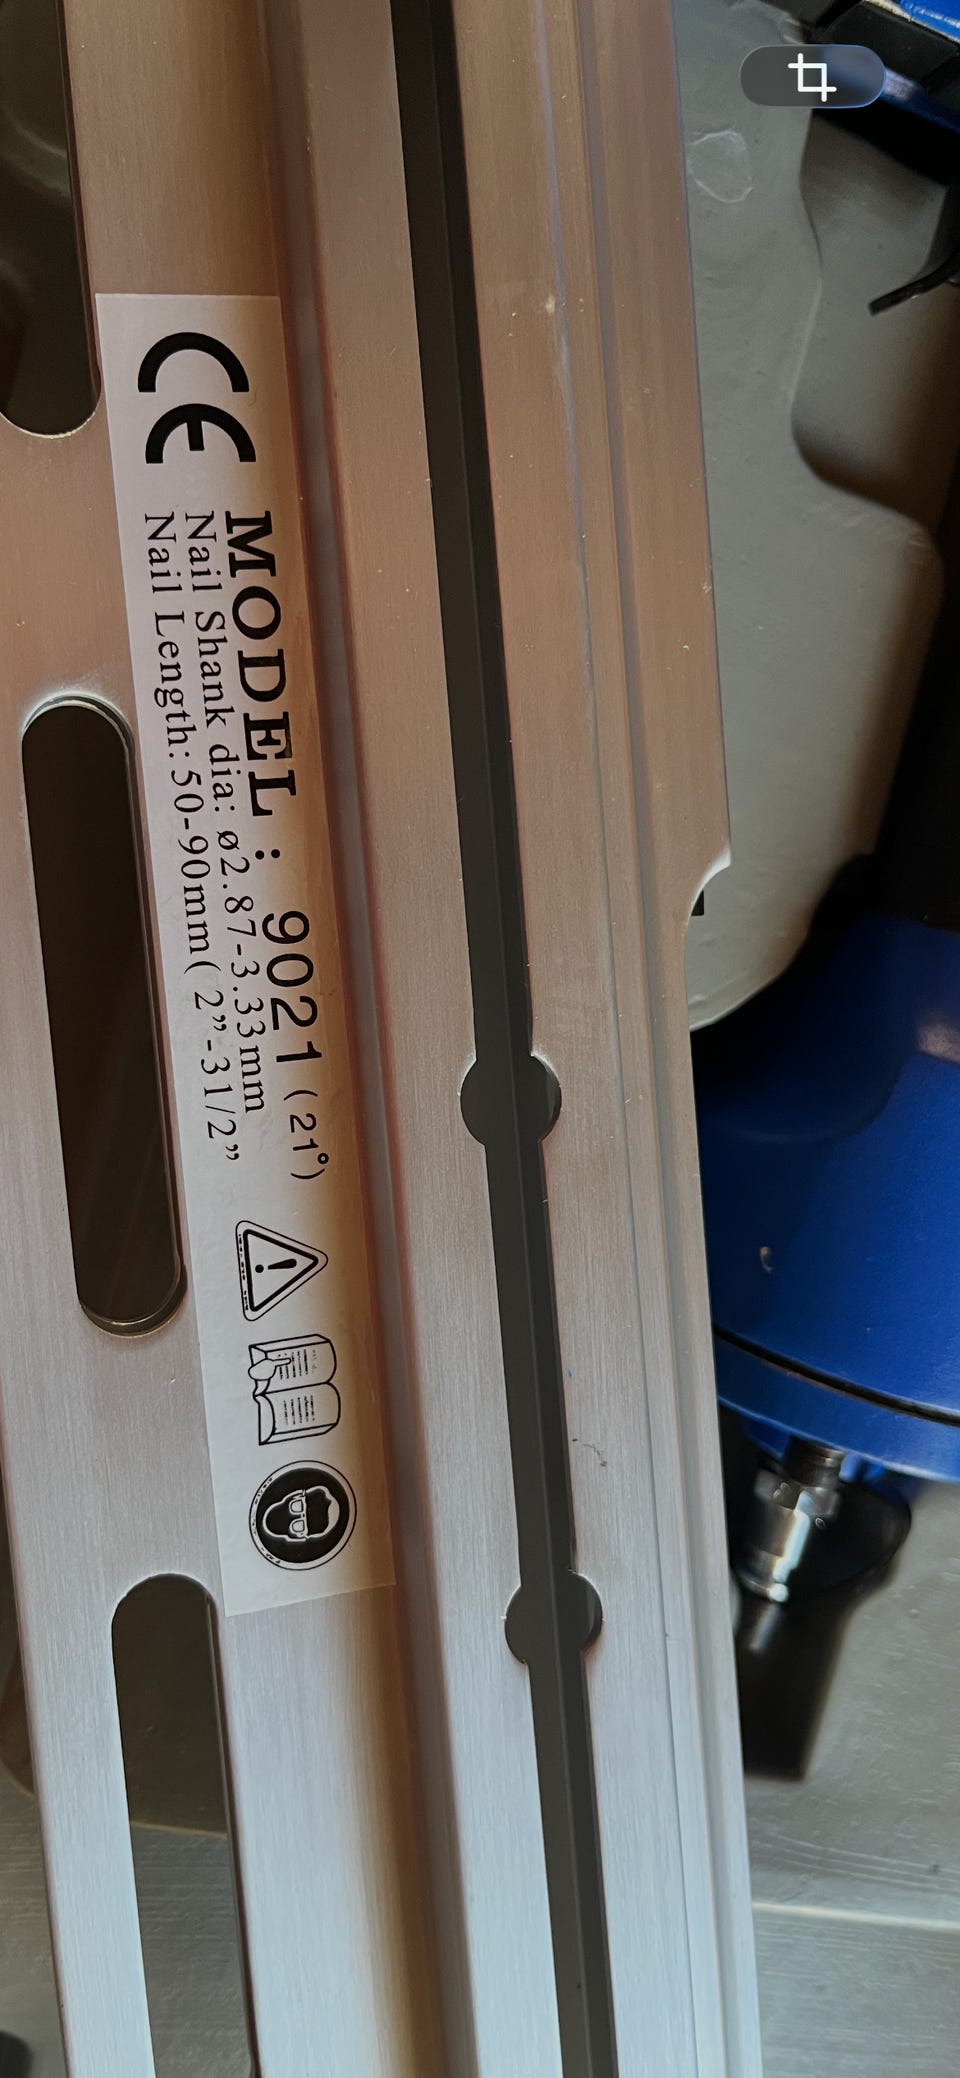 CE
MODEL : 9021 (21°)
Nail Shank dia: ø2.87-3.33mm
Nail Length: 50-90mm( 2”-31/2”